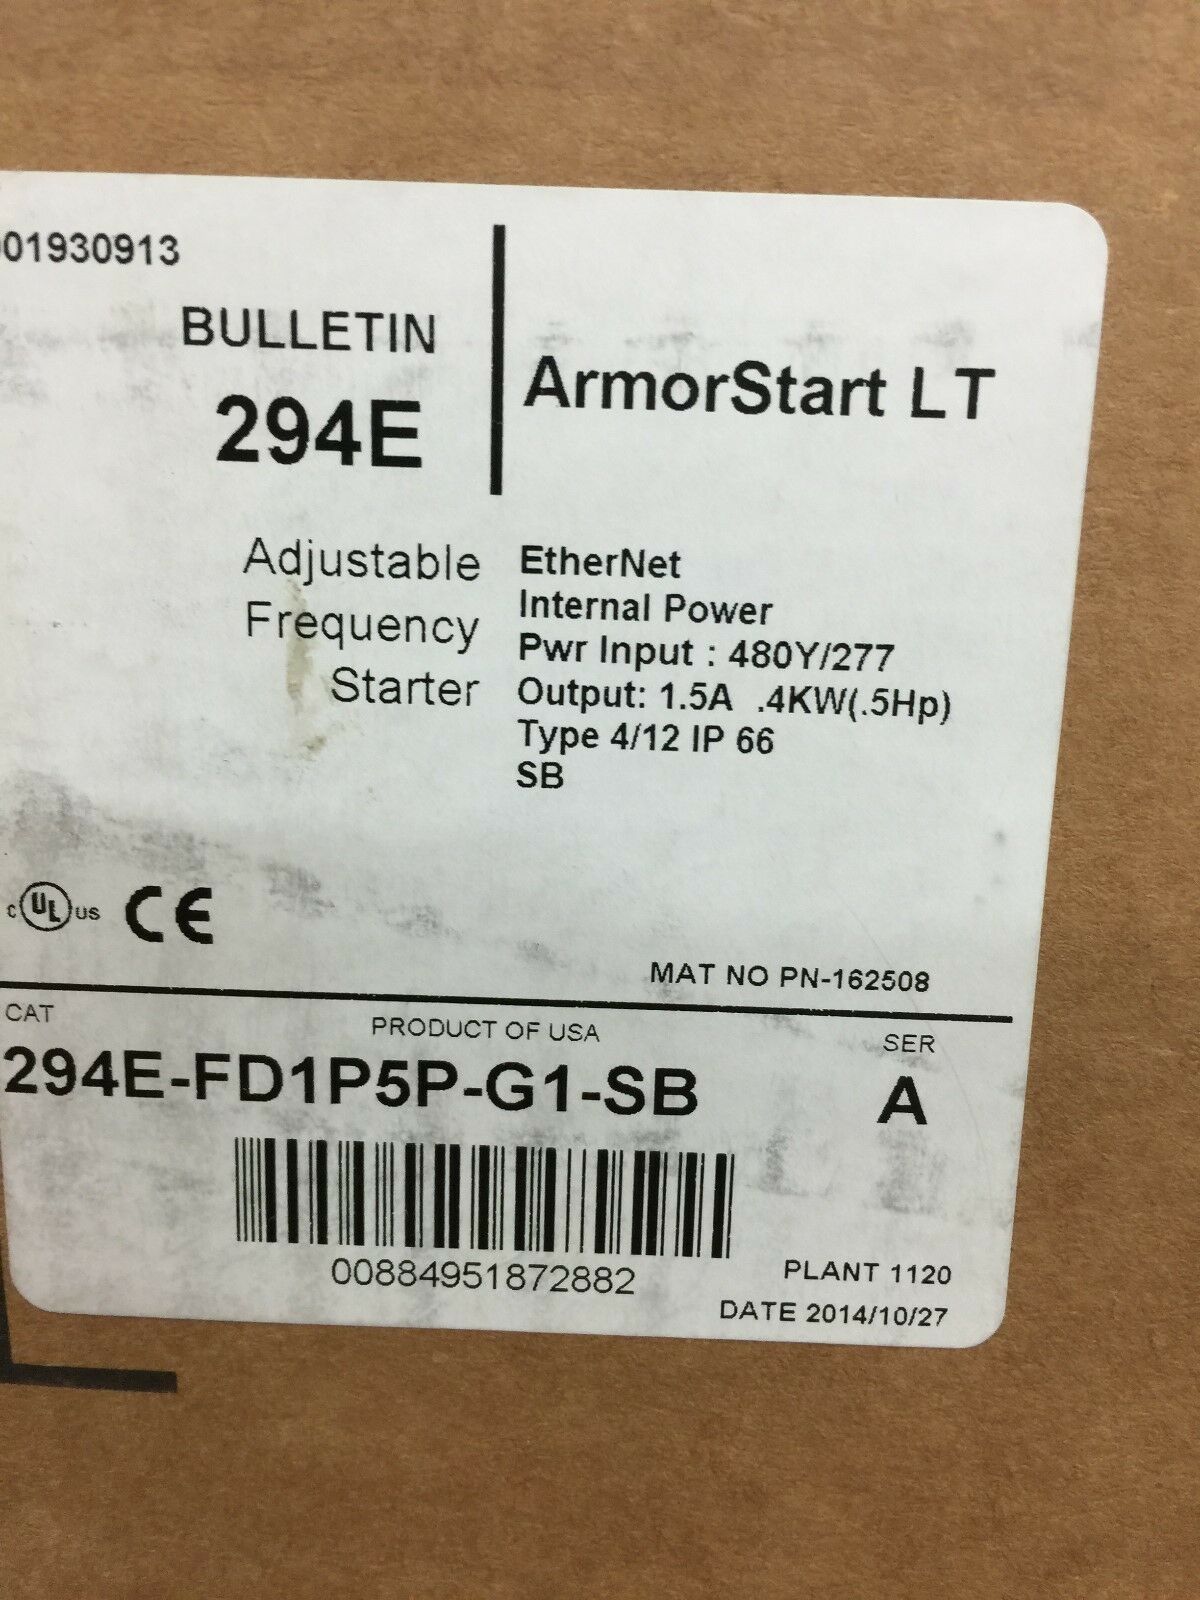 01930913
BULLETIN
294E
ArmorStart LT
Adjustable
Frequency
Starter
EtherNet
Internal Power
Pwr Input : 480Y/277
Output: 1.5A .4KW(.5Hp)
Type 4/12 IP 66
SB
c UL us CE
MAT NO PN-162508
CAT
PRODUCT OF USA
SER
294E-FD1P5P-G1-SB
A
00884951872882
PLANT 1120
DATE 2014/10/27